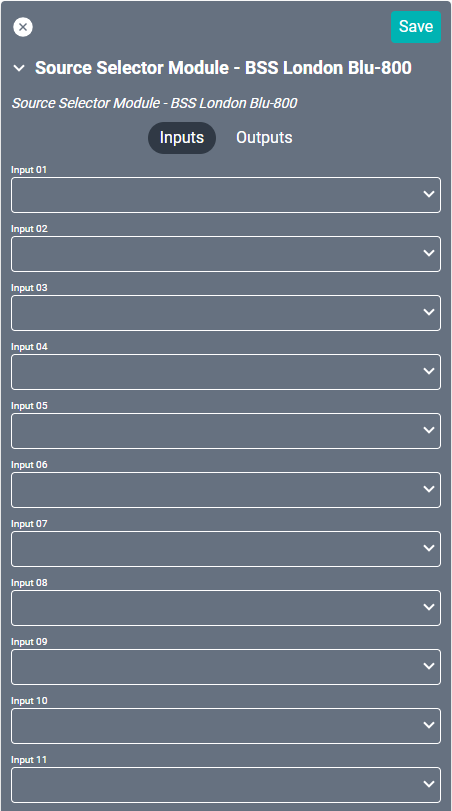 Save
Source Selector Module - BSS London Blu-800
Source Selector Module - BSS London Blu-800
Inputs Outputs
Input 01
Input 02
Input 03
Input 04
Input 05
Input 06
Input 07
Input 08
Input 09
Input 10
Input 11